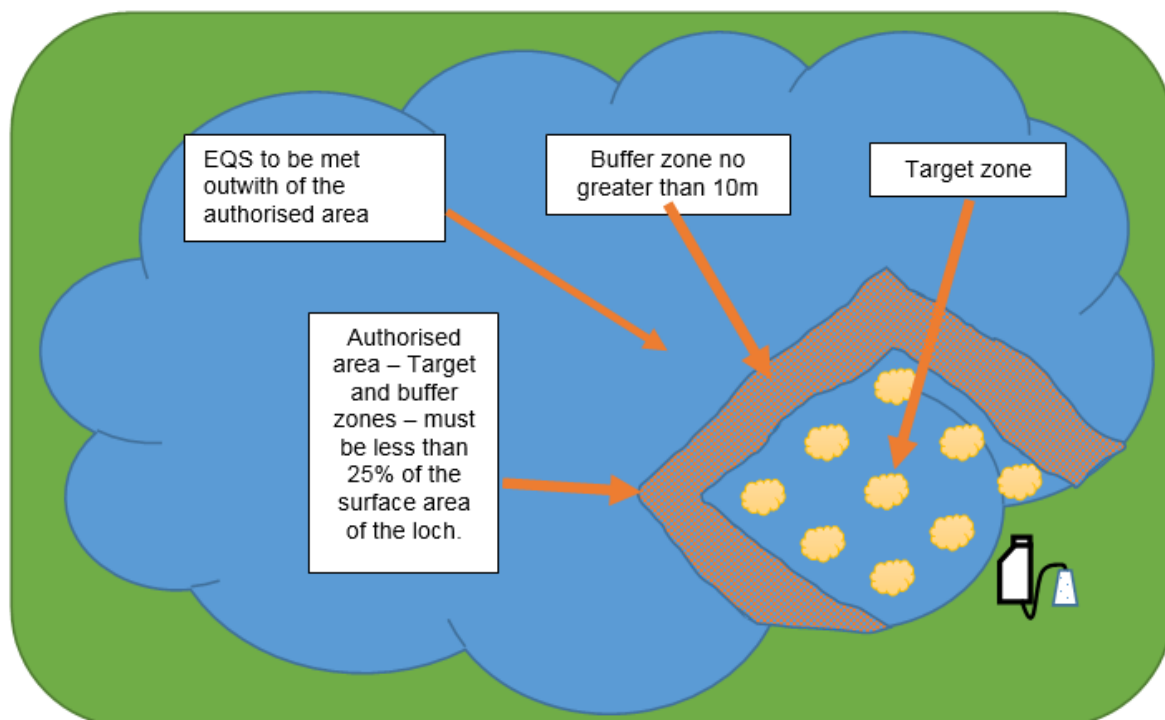 EQS to be met
outwith of the
authorised area
Buffer zone no
greater than 10m
Target zone
Authorised
area – Target
and buffer
zones – must
be less than
25% of the
surface area
of the loch.